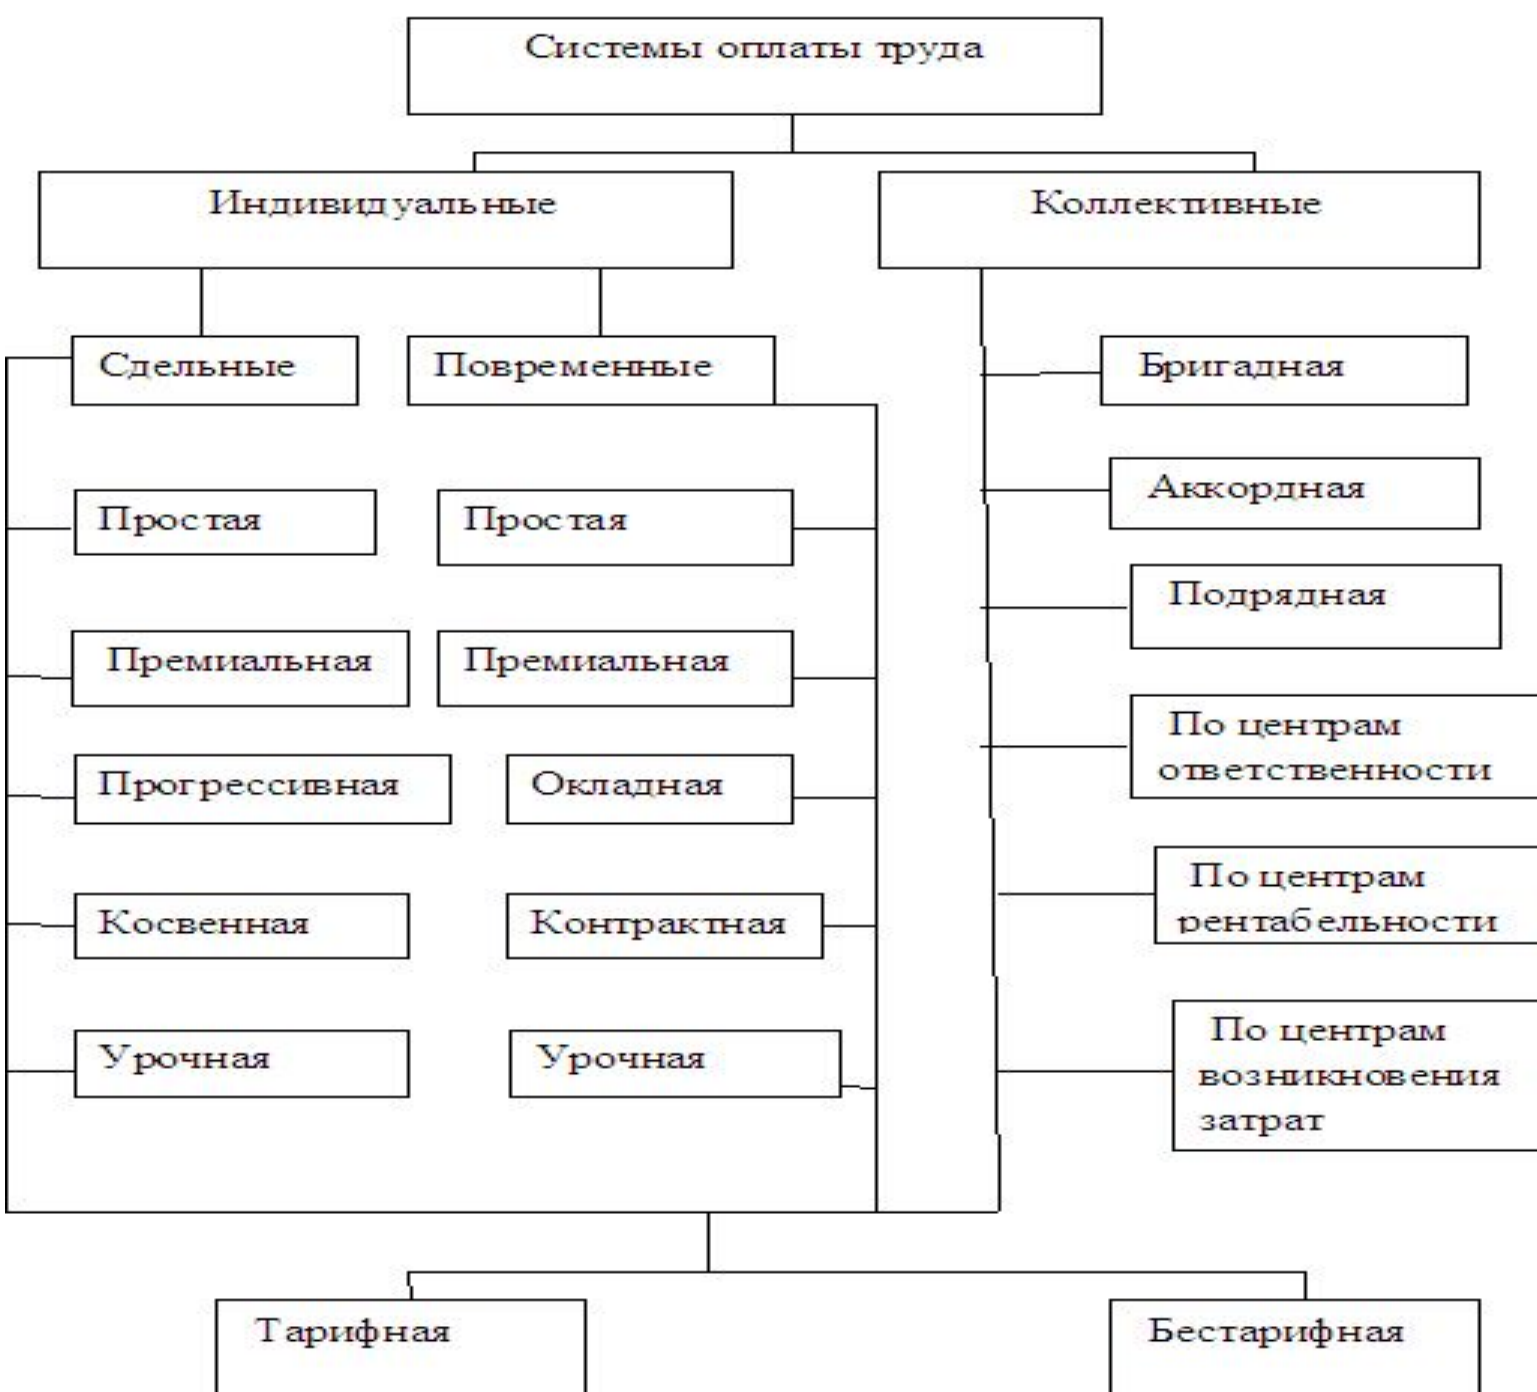 Системы оплаты труда
Индивидуальные
Коллективные
Сдельные
Повременные
Бригадная
Простая
Простая
Аккордная
Премиальная
Премиальная
Подрядная
Прогрессивная
Окладная
По центрам
ответственности
Косвенная
Контрактная
По центрам
рентабельности
Урочная
Урочная
По центрам
возникновения
затрат
Тарифная
Бестарифная